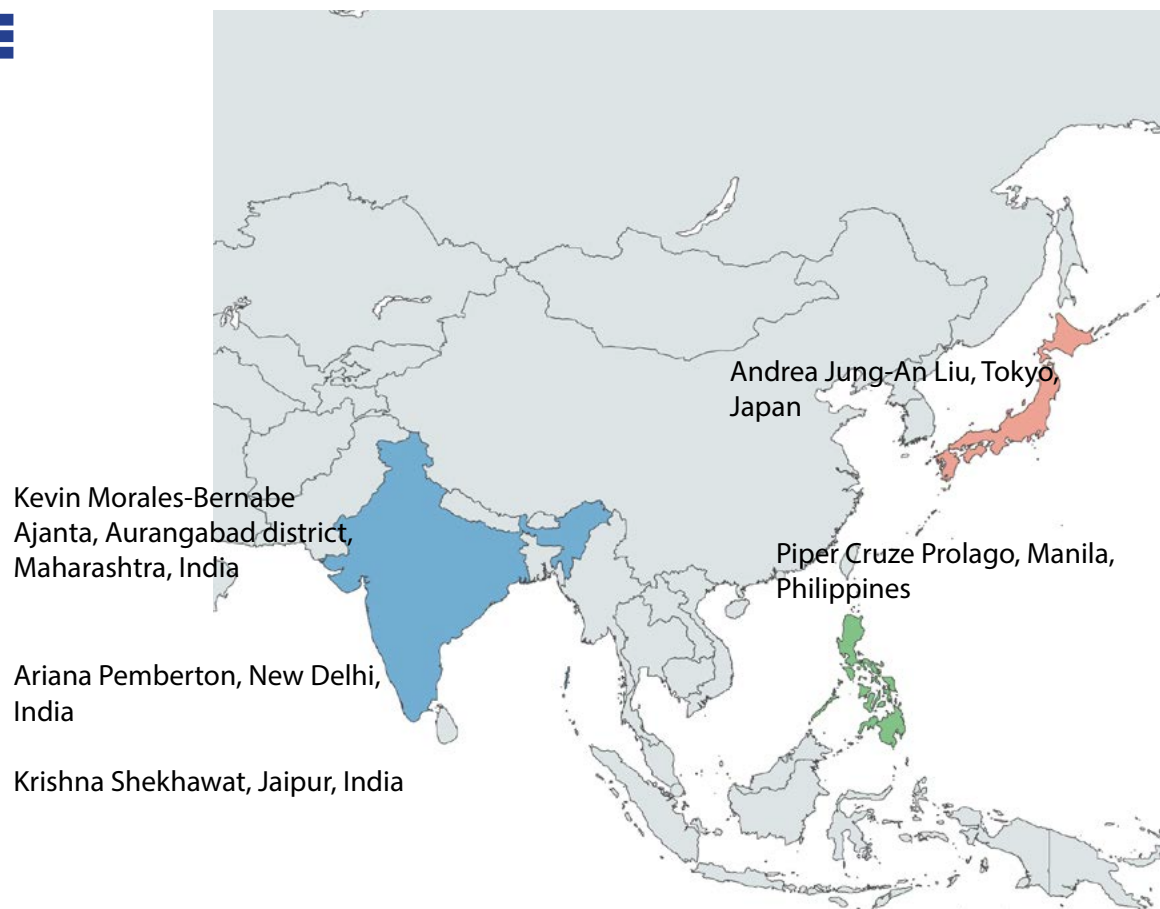 Andrea Jung-An Liu, Tokyo,
Japan
Kevin Morales-Bernabe
Ajanta, Aurangabad district,
Maharashtra, India
Piper Cruze Prolago, Manila,
Philippines
Ariana Pemberton, New Delhi,
India
Krishna Shekhawat, Jaipur, India